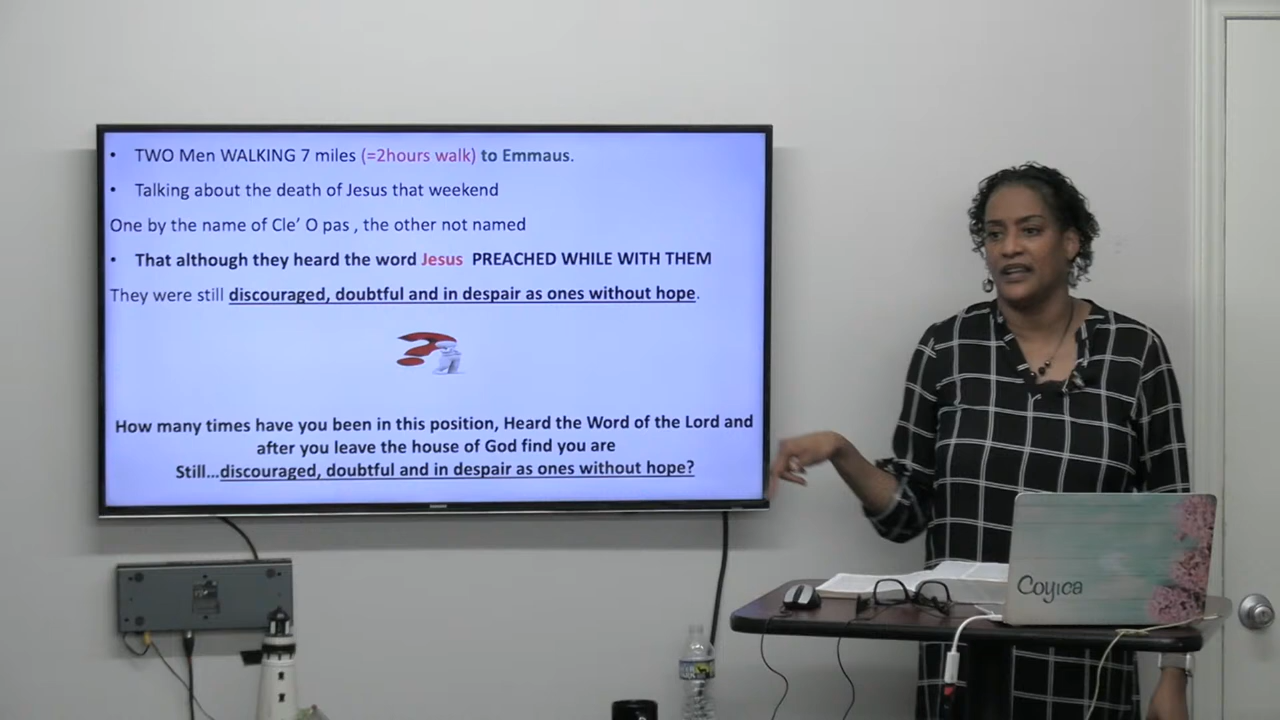 • TWO Men WALKING 7 miles (=2hours walk) to Emmaus.
• Talking about the death of Jesus that weekend
One by the name of Cle’ O pas , the other not named
• That although they heard the word Jesus PREACHED WHILE WITH THEM
They were still discouraged, doubtful and in despair as ones without hope.
How many times have you been in this position, Heard the Word of the Lord and
after you leave the house of God find you are
Still...discouraged, doubtful and in despair as ones without hope?
Coyica